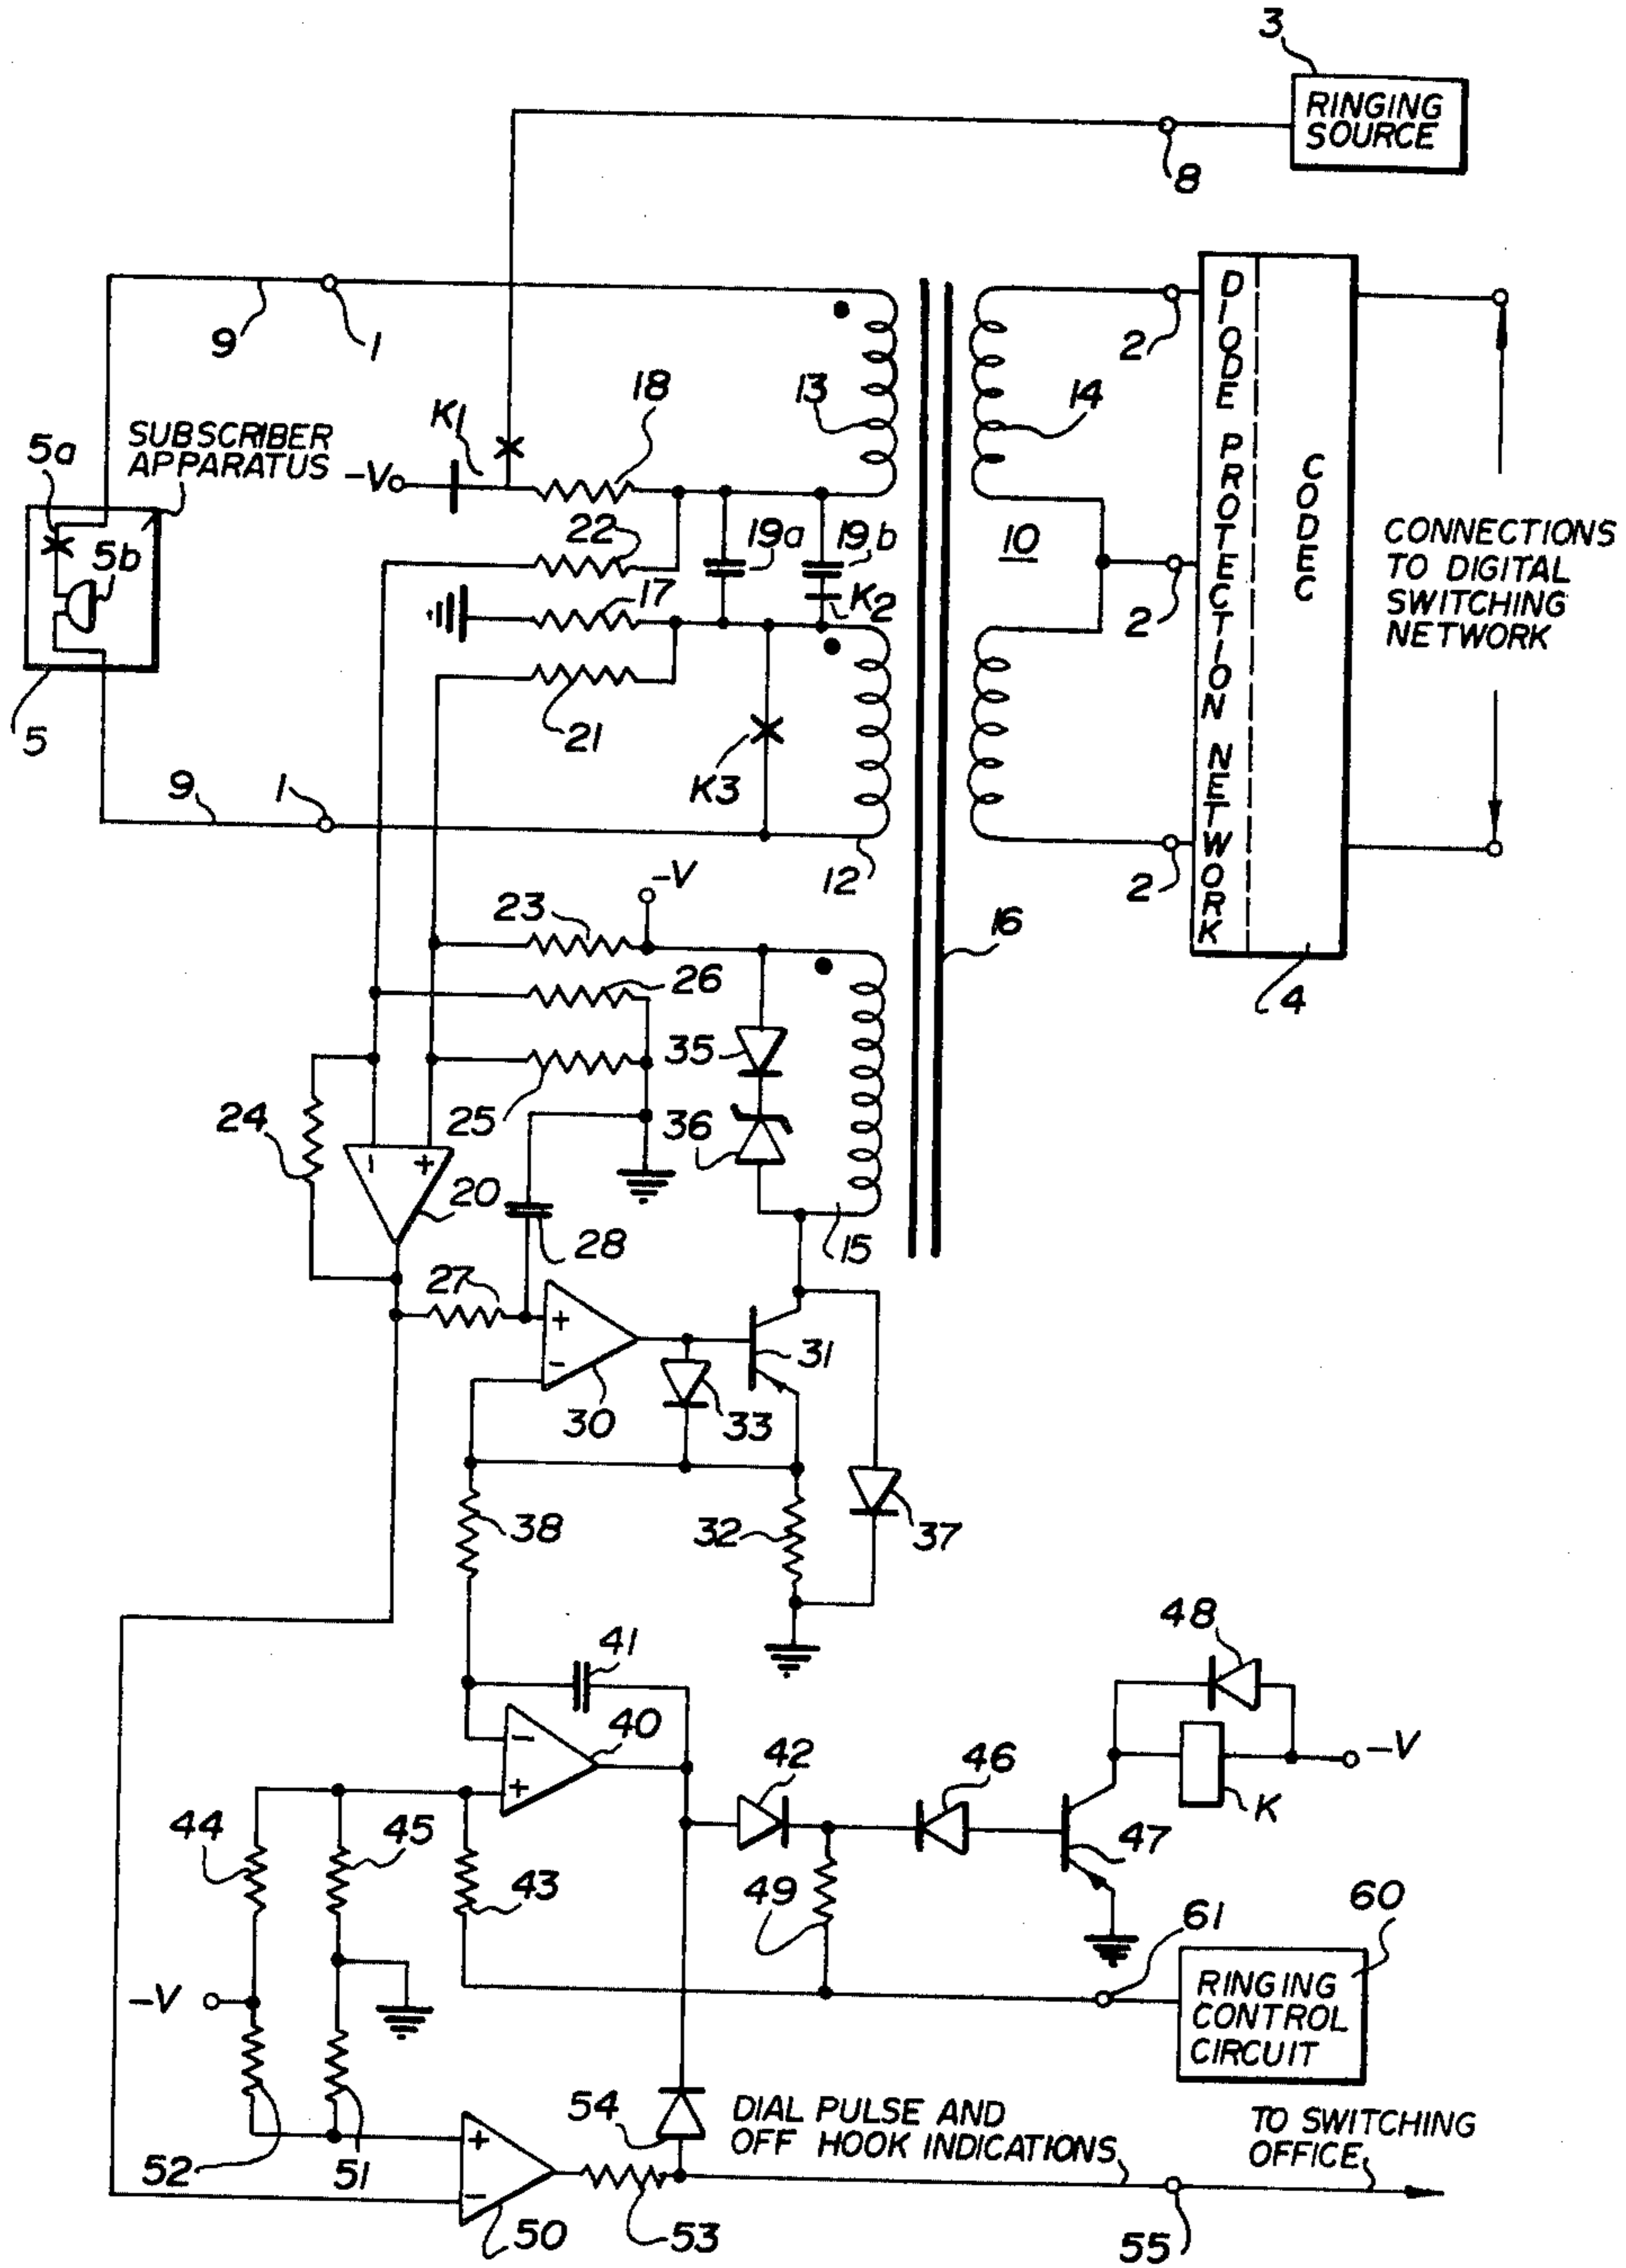 3
RINGING
SOURCE
8
9
1
2
13
14
18
K1
SUBSCRIBER
APPARATUS
5a
-V
5b
22
19a
19b
10
17
K2
2
21
K3
5
9
1
12
2
DIODE PROTECTION NETWORK
CODEC
4
CONNECTIONS
TO DIGITAL
SWITCHING
NETWORK
-V
23
16
26
35
25
36
24
-
+
20
28
15
27
+
-
30
31
33
38
32
37
48
41
40
-
+
42
46
-V
K
44
45
43
49
47
61
60
-V
RINGING
CONTROL
CIRCUIT
54
DIAL PULSE AND
OFF HOOK INDICATIONS
TO SWITCHING
OFFICE
52
51
+
-
50
53
55